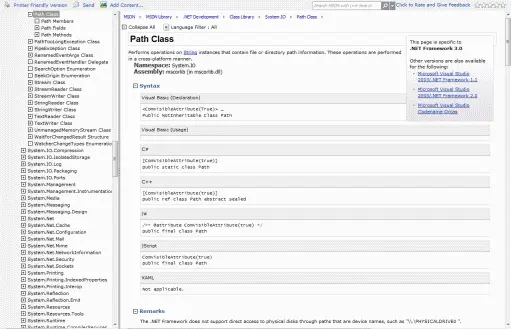 Printer Friendly Version
Send
Add Content...
Click to Rate and Give Feedback
Path Class
Path Members
Path Fields
Path Methods
PathTooLongException Class
PipeException Class
RenamedEventArgs Class
RenamedEventHandler Delegate
SearchOption Enumeration
SeekOrigin Enumeration
Stream Class
StreamReader Class
StreamWriter Class
StringReader Class
StringWriter Class
TextReader Class
TextWriter Class
UnmanagedMemoryStream Class
WaitForChangedResult Structure
WatcherChangeTypes Enumeration
System.IO.Compression
System.IO.IsolatedStorage
System.IO.Log
System.IO.Packaging
System.IO.Ports
System.Management
System.Management.Instrumentation
System.Media
System.Messaging
System.Messaging.Design
System.Net
System.Net.Cache
System.Net.Configuration
System.Net.Mail
System.Net.Mime
System.Net.NetworkInformation
System.Net.Security
System.Net.Sockets
System.Printing
System.Printing.IndexedProperties
System.Printing.Interop
System.Reflection
System.Reflection.Emit
System.Resources
System.Resources.Tools
System.Runtime
System.Runtime.CompilerServices
MSDN > MSDN Library > .NET Development > Class Library > System.IO > Path Class
Collapse All Language Filter : All
Path Class
Performs operations on String instances that contain file or directory path information. These operations are performed
in a cross-platform manner.
Namespace: System.IO
Assembly: mscorlib (in mscorlib.dll)
This page is specific to
.NET Framework 3.0
Other versions are also available
for the following:
Microsoft Visual Studio
2003/.NET Framework 1.1
Microsoft Visual Studio
2005/.NET Framework 2.0
Microsoft Visual Studio
Codename Orcas
Syntax
Visual Basic (Declaration)
<ComVisibleAttribute(True)> _
Public NotInheritable Class Path
Visual Basic (Usage)
C#
[ComVisibleAttribute(true)]
public static class Path
C++
[ComVisibleAttribute(true)]
public ref class Path abstract sealed
J#
/** @attribute ComVisibleAttribute(true) */
public final class Path
JScript
ComVisibleAttribute(true)
public final class Path
XAML
Not applicable.
Remarks
The .NET Framework does not support direct access to physical disks through paths that are device names, such as "\\.\PHYSICALDRIVE0 ".